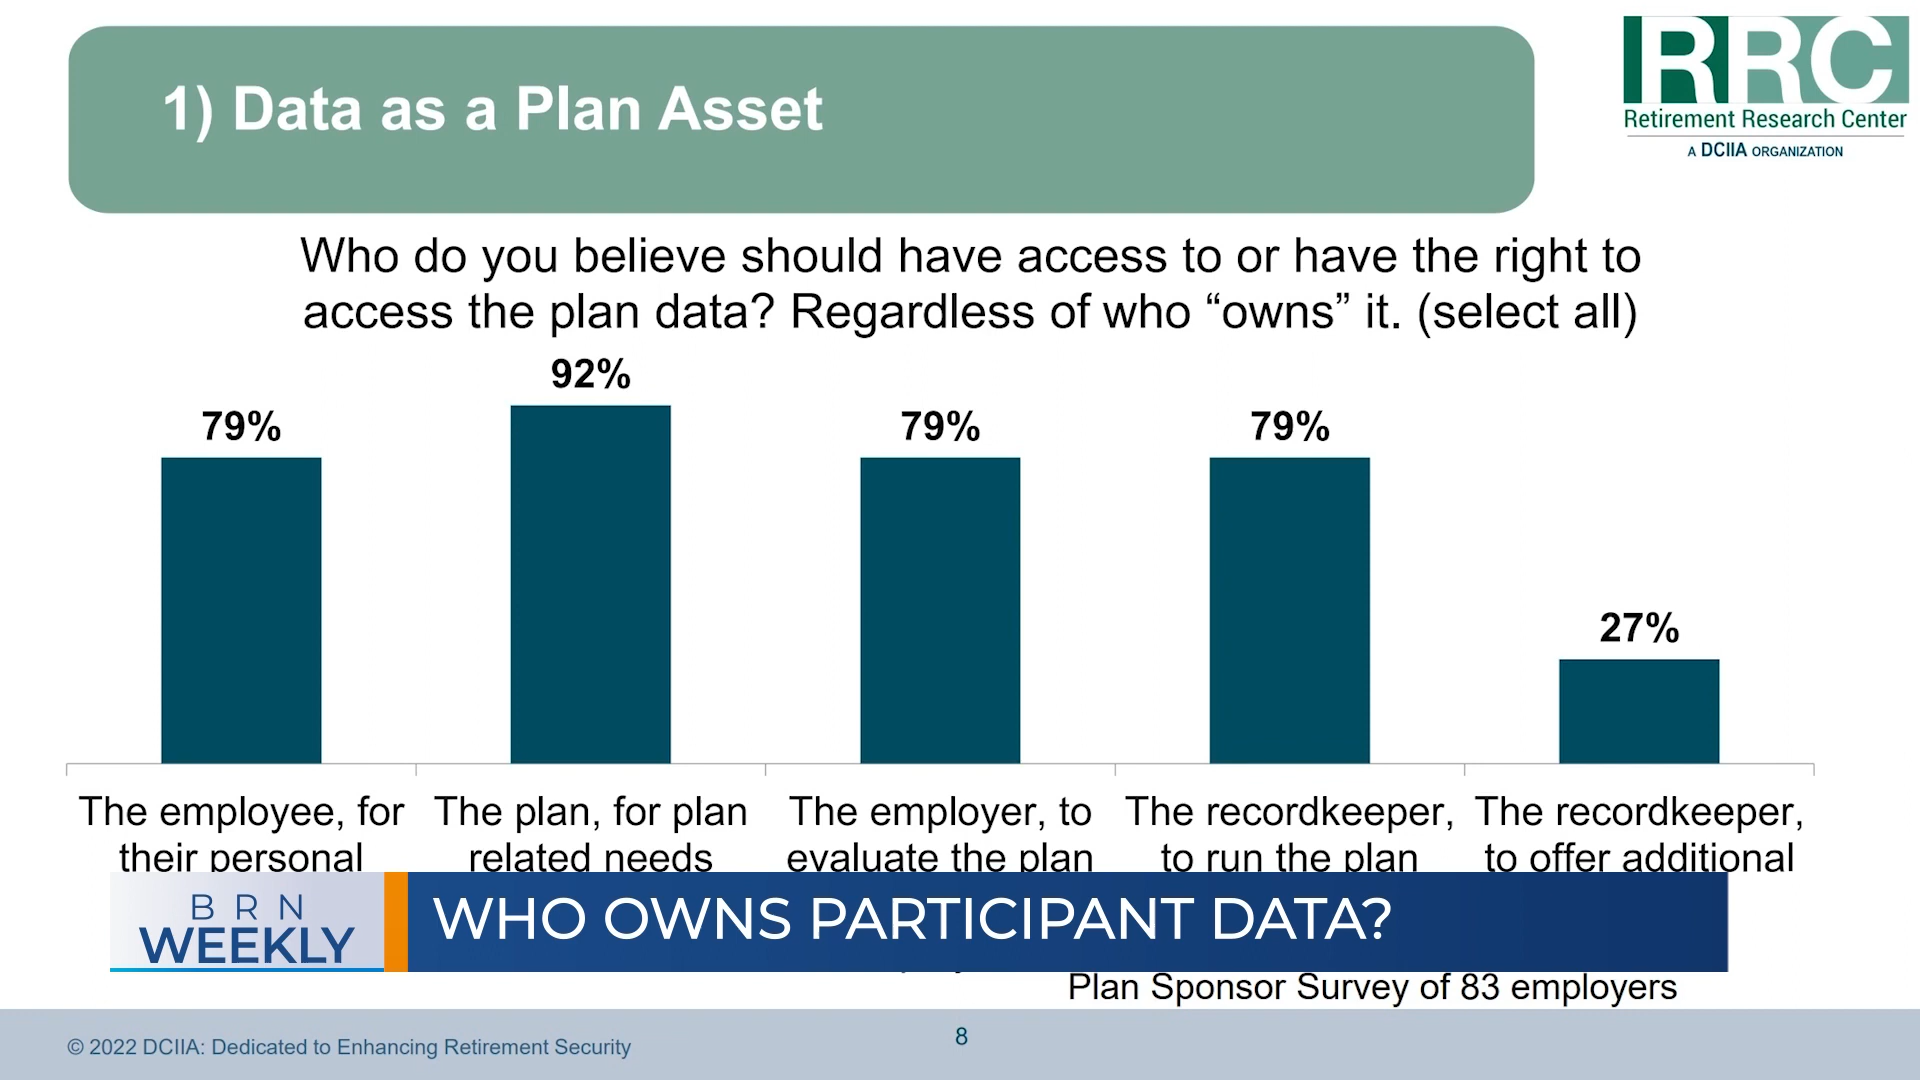 1) Data as a Plan Asset
RRC
Retirement Research Center
A DCIIA ORGANIZATION
Who do you believe should have access to or have the right to
access the plan data? Regardless of who “owns” it. (select all)
79%
92%
79%
79%
27%
The employee, for
their personal
The plan, for plan
related needs
The employer, to
evaluate the plan
The recordkeeper,
to run the plan
The recordkeeper,
to offer additional
BRN
WEEKLY
WHO OWNS PARTICIPANT DATA?
Plan Sponsor Survey of 83 employers
© 2022 DCIIA: Dedicated to Enhancing Retirement Security
8